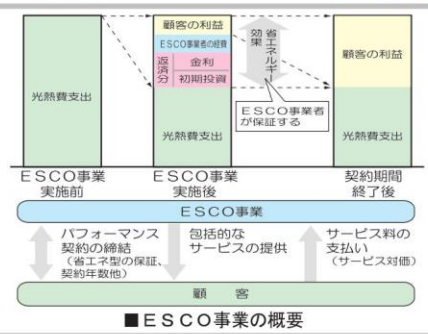 顧客の利益
ESCO事業者の経費
返済分
金利
初期投資
光熱費支出
光熱費支出
省エネルギー
効果
ESCO事業者
が保証する
顧客の利益
光熱費支出
ESCO事業
実施前
ESCO事業
実施後
契約期間
終了後
ESCO事業
パフォーマンス
契約の締結
(省エネ型の保証、
契約年数他)
包括的な
サービスの提供
サービス料の
支払い
(サービス対価)
顧客
■ESCO事業の概要